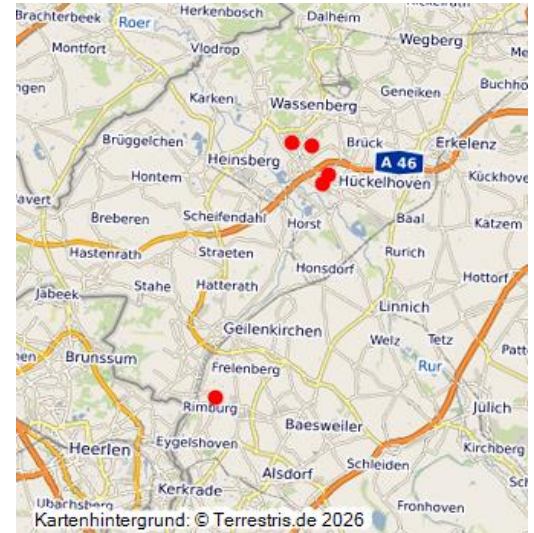 Brachterbeek
Herkenbosch
Dalheim
Roer
Wegberg
Montfort
Vlodrop
Karken
Wassenberg
Geneiken
Brüggelchen
Brück
Erkelenz
Heinsberg
A 46
Hontem
Hückelhoven
Kückhove
Breberen
Scheifendahl
Horst
Baal
Katzem
Hastenrath
Straeten
Rurich
Honsdorf
Hottorf
Jabeek
Stahe
Hatterath
Linnich
Geilenkirchen
Welz
Tetz
Brunssum
Frelenberg
Rur
Rimburg
Jülich
Baesweiler
Eygelshoven
Heerlen
Kirchberg
Schleiden
Alsdorf
Kerkrade
Ubachsberg
Fronhoven
Kartenhintergrund: © Terrestris.de 2026